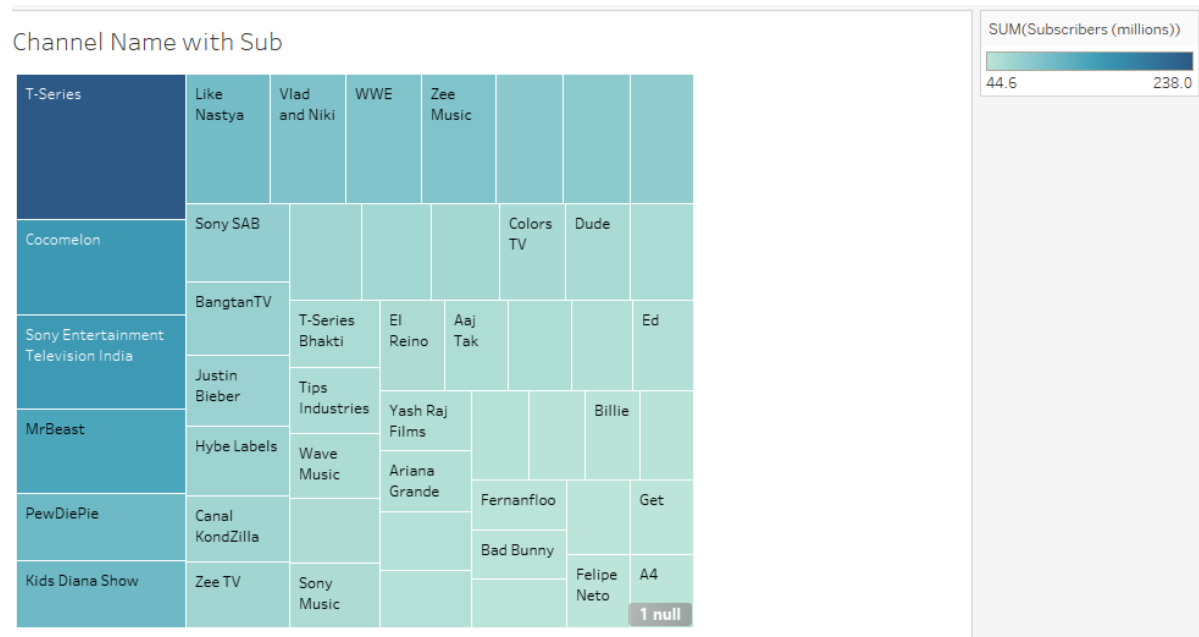 Channel Name with Sub
SUM(Subscribers (millions))
44.6 238.0
T-Series
Cocomelon
Sony Entertainment
Television India
MrBeast
PewDiePie
Kids Diana Show
Like
Nastya
Vlad
and Niki
WWE
Zee
Music
Sony SAB
BangtanTV
Justin
Bieber
Hybe Labels
Canal
KondZilla
Zee TV
Colors
TV
Dude
T-Series
Bhakti
Tips
Industries
Wave
Music
Sony
Music
El
Reino
Aaj
Tak
Ed
Yash Raj
Films
Ariana
Grande
Billie
Fernanfloo
Bad Bunny
Get
Felipe
Neto
A4
1 null